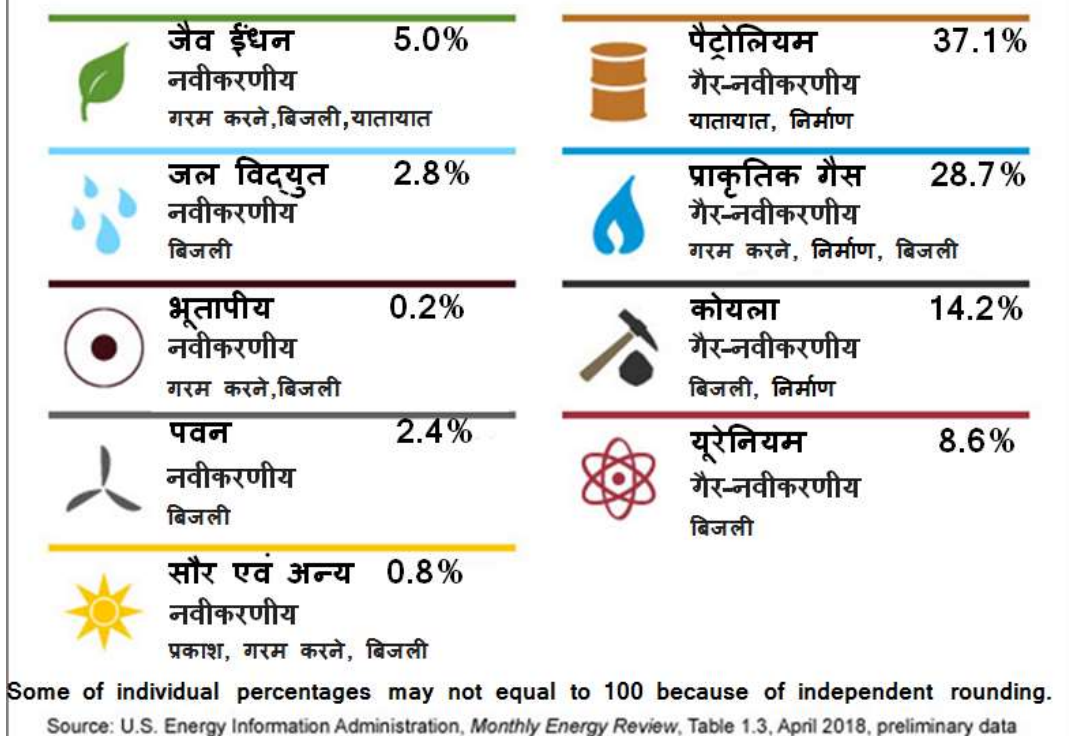 जैव ईंधन 5.0%
नवीकरणीय
गरम करने,बिजली,यातायात
जल विद्युत 2.8%
नवीकरणीय
बिजली
भूतापीय 0.2%
नवीकरणीय
गरम करने,बिजली
पवन 2.4%
नवीकरणीय
बिजली
सौर एवं अन्य 0.8%
नवीकरणीय
प्रकाश, गरम करने, बिजली
पैट्रोलियम 37.1%
गैर-नवीकरणीय
यातायात, निर्माण
प्राकृतिक गैस 28.7%
गैर-नवीकरणीय
गरम करने, निर्माण, बिजली
कोयला 14.2%
गैर-नवीकरणीय
बिजली, निर्माण
यूरेनियम 8.6%
गैर-नवीकरणीय
बिजली
Some of individual percentages may not equal to 100 because of independent rounding.
Source: U.S. Energy Information Administration, Monthly Energy Review, Table 1.3, April 2018, preliminary data